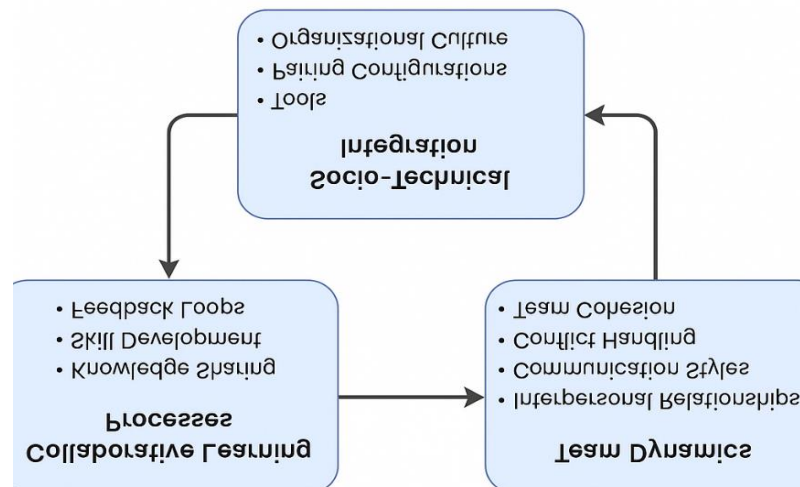 Collaborative Learning
Processes
• Knowledge Sharing
• Skill Development
• Feedback Loops
Team Dynamics
• Interpersonal Relationships
• Communication Styles
• Conflict Handling
• Team Cohesion
Socio-Technical
Integration
• Tools
• Pairing Configurations
• Organizational Culture